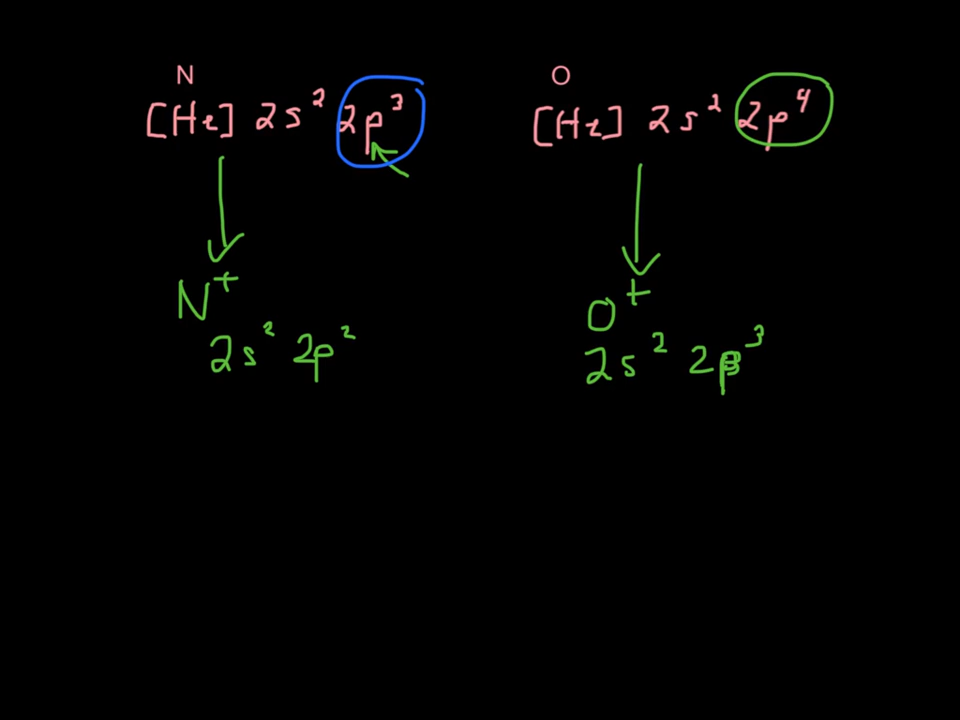 N
[He] 2s² 2p³
O
[He] 2s² 2p⁴
N⁺
2s² 2p²
O⁺
2s² 2p³